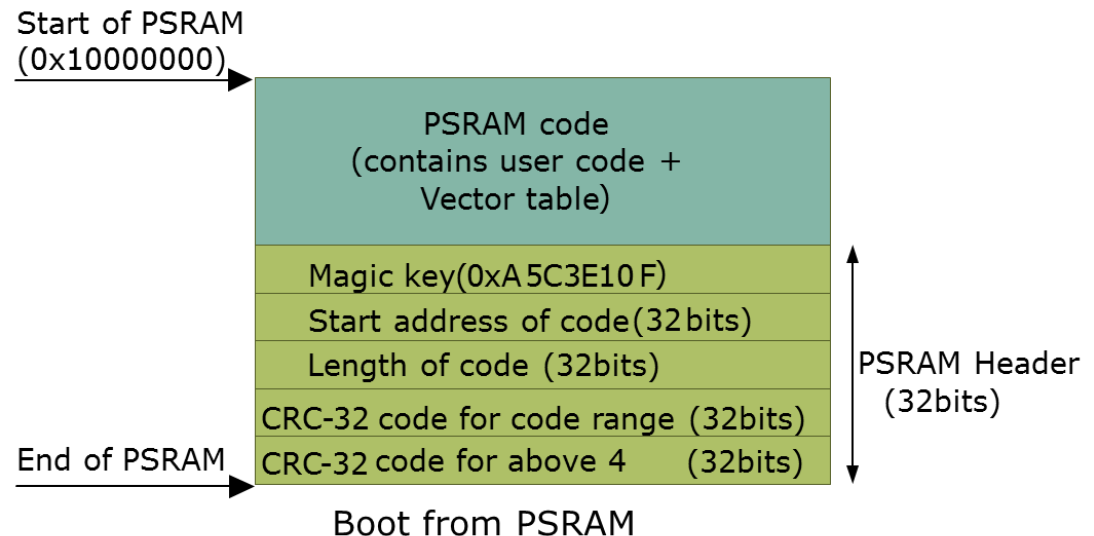 Start of PSRAM
(0x10000000)
PSRAM code
(contains user code +
Vector table)
Magic key(0xA5C3E10F)
Start address of code(32bits)
Length of code (32bits)
PSRAM Header
(32bits)
CRC-32 code for code range (32bits)
End of PSRAM
CRC-32 code for above 4 (32bits)
Boot from PSRAM